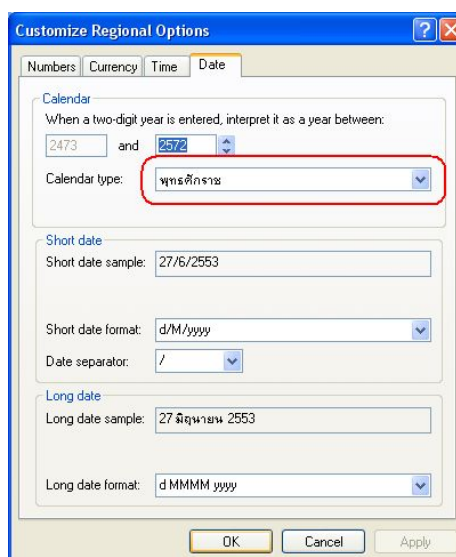 Customize Regional Options
Numbers Currency Time Date
Calendar
When a two-digit year is entered, interpret it as a year between:
2473 and 2572
Calendar type: พุทธศักราช
Short date
Short date sample: 27/6/2553
Short date format: d/M/yyyy
Date separator: /
Long date
Long date sample: 27 มิถุนายน 2553
Long date format: d MMMM yyyy
OK Cancel Apply